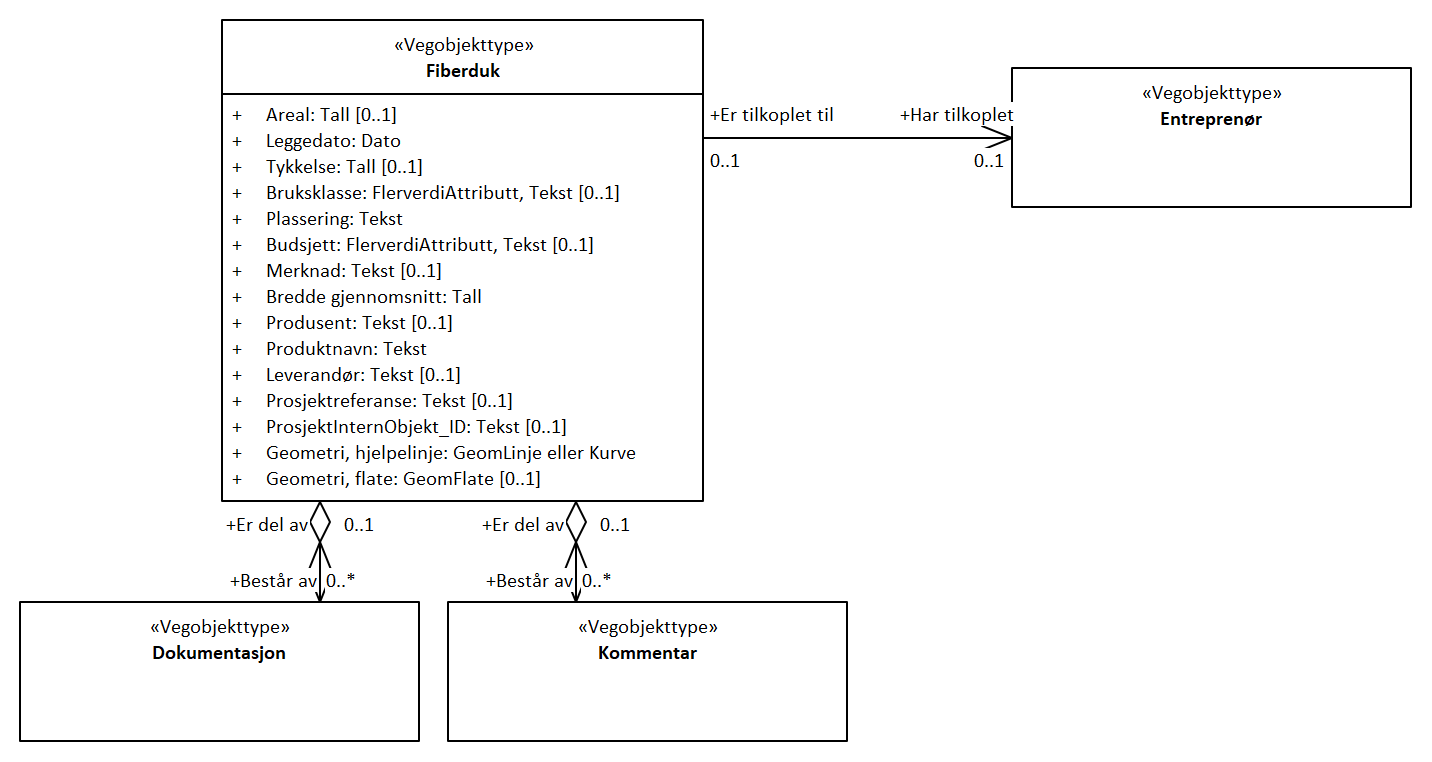 «Vegobjekttype»
Fiberduk
+ Areal: Tall [0..1]
+ Leggedato: Dato
+ Tykkelse: Tall [0..1]
+ Bruksklasse: FlerverdiAttributt, Tekst [0..1]
+ Plassering: Tekst
+ Budsjett: FlerverdiAttributt, Tekst [0..1]
+ Merknad: Tekst [0..1]
+ Bredde gjennomsnitt: Tall
+ Produsent: Tekst [0..1]
+ Produktnavn: Tekst
+ Leverandør: Tekst [0..1]
+ Prosjektreferanse: Tekst [0..1]
+ ProsjektInternObjekt_ID: Tekst [0..1]
+ Geometri, hjelpelinje: GeomLinje eller Kurve
+ Geometri, flate: GeomFlate [0..1]
+Er tilkoplet til +Har tilkoplet
0..1 0..1
«Vegobjekttype»
Entreprenør
+Er del av 0..1
+Består av 0..*
+Er del av 0..1
+Består av 0..*
«Vegobjekttype»
Dokumentasjon
«Vegobjekttype»
Kommentar